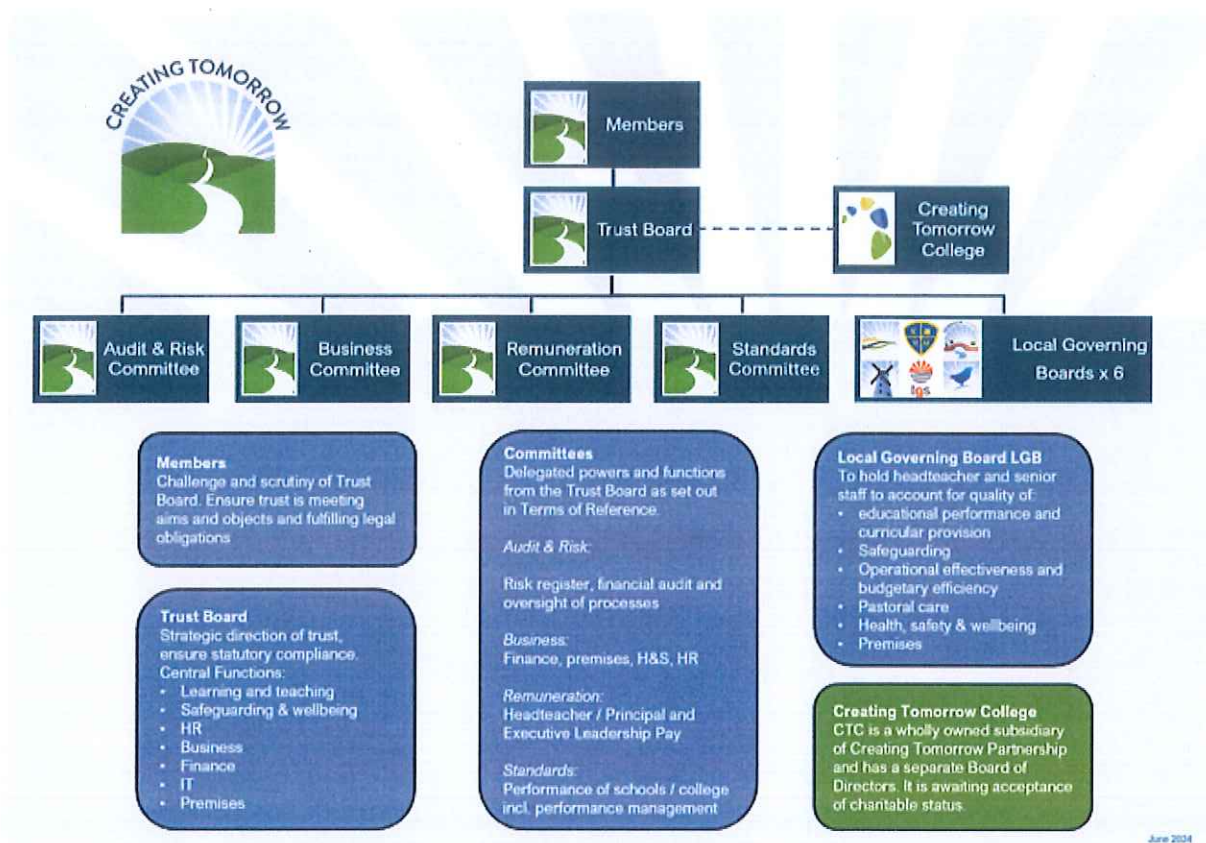 CREATING TOMORROW
Members
Trust Board
Creating
Tomorrow
College
Audit & Risk
Committee
Business
Committee
Remuneration
Committee
Standards
Committee
tgs
Local Governing
Boards x 6
Members
Challenge and scrutiny of Trust
Board. Ensure trust is meeting
aims and objects and fulfilling legal
obligations
Trust Board
Strategic direction of trust,
ensure statutory compliance.
Central Functions:
• Learning and teaching
• Safeguarding & wellbeing
• HR
• Business
• Finance
• IT
• Premises
Committees
Delegated powers and functions
from the Trust Board as set out
in Terms of Reference.
Audit & Risk:
Risk register, financial audit and
oversight of processes
Business:
Finance, premises, H&S, HR
Remuneration:
Headteacher / Principal and
Executive Leadership Pay
Standards:
Performance of schools / college
incl. performance management
Local Governing Board LGB
To hold headteacher and senior
staff to account for quality of:
• educational performance and
curricular provision
• Safeguarding
• Operational effectiveness and
budgetary efficiency
• Pastoral care
• Health, safety & wellbeing
• Premises
Creating Tomorrow College
CTC is a wholly owned subsidiary
of Creating Tomorrow Partnership
and has a separate Board of
Directors. It is awaiting acceptance
of charitable status.
June 2024